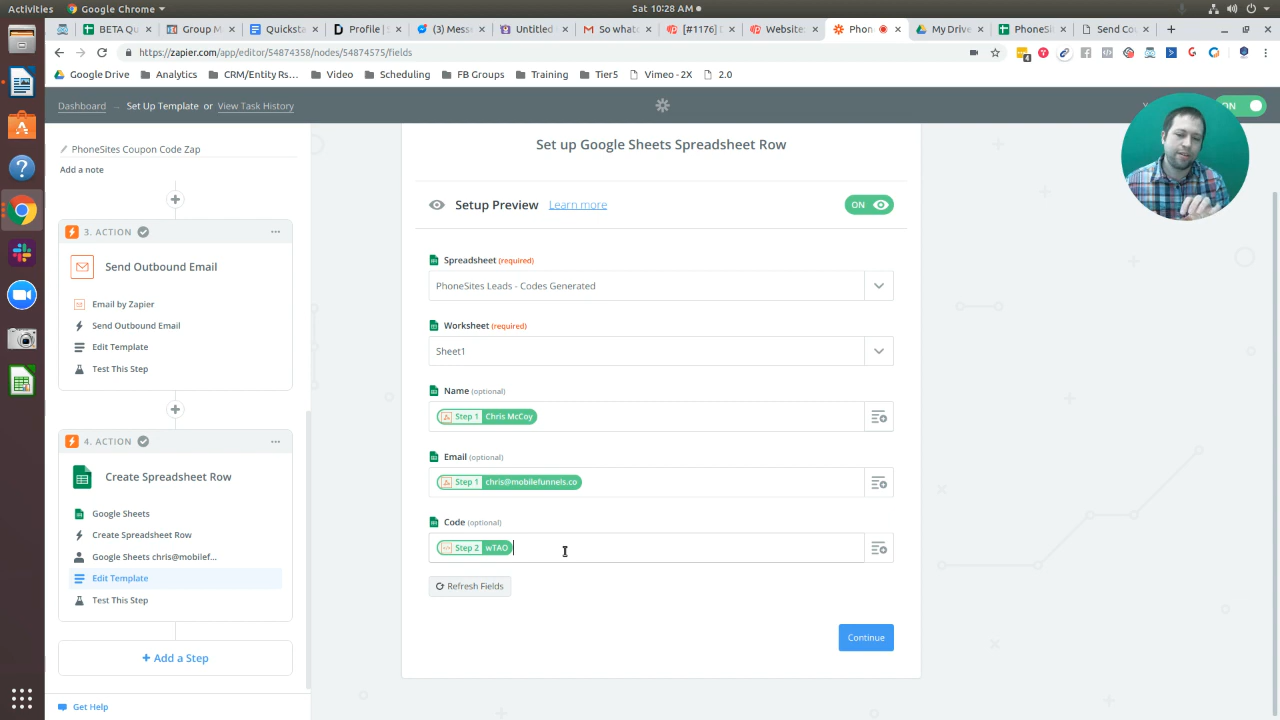 Activities
Google Chrome
Sat 10:28 AM
BETA Q
Group M
Quickst
Profile |
(3) Mess
Untitled
So whato
[#1176]
Website
Phon
My Drive
PhoneSi
Send Co
https://zapier.com/app/editor/54874358/nodes/54874575/fields
4
Google Drive
Analytics
CRM/Entity Rs...
Video
Scheduling
FB Groups
Training
Tier5
Vimeo - 2X
2.0
Dashboard
Set Up Template or View Task History
Y
ON
PhoneSites Coupon Code Zap
Add a note
3. ACTION
Send Outbound Email
Email by Zapier
Send Outbound Email
Edit Template
Test This Step
4. ACTION
Create Spreadsheet Row
Google Sheets
Create Spreadsheet Row
Google Sheets chris@mobilef...
Edit Template
Test This Step
+ Add a Step
Get Help
Set up Google Sheets Spreadsheet Row
Setup Preview Learn more
ON
Spreadsheet (required)
PhoneSites Leads - Codes Generated
Worksheet (required)
Sheet1
Name (optional)
Step 1 Chris McCoy
Email (optional)
Step 1 chris@mobilefunnels.co
Code (optional)
Step 2 wTAO
Refresh Fields
Continue